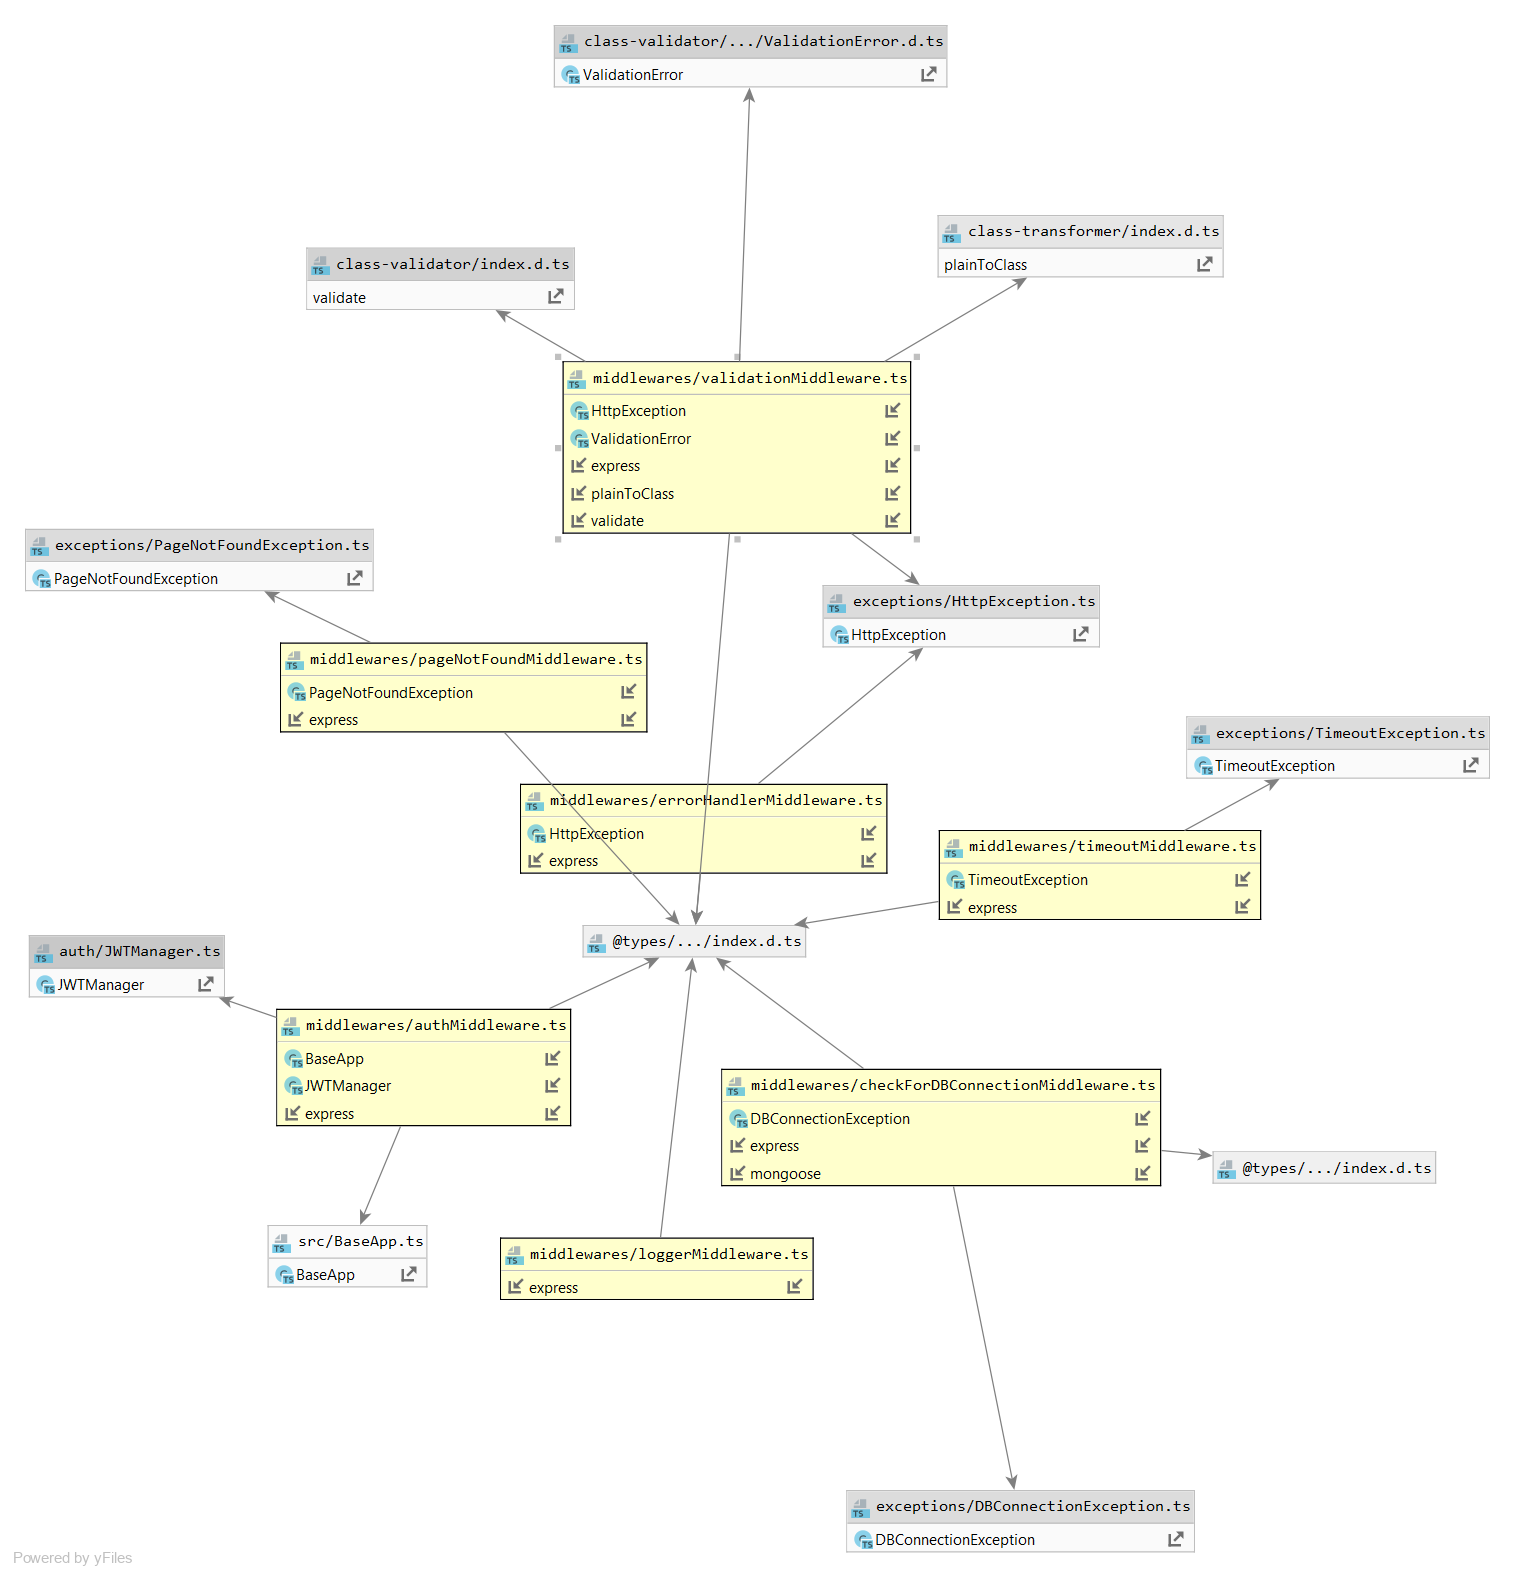 class-validator/.../ValidationError.d.ts
ValidationError
class-transformer/index.d.ts
plainToClass
class-validator/index.d.ts
validate
middlewares/validationMiddleware.ts
HttpException
ValidationError
express
plainToClass
validate
exceptions/PageNotFoundException.ts
PageNotFoundException
exceptions/HttpException.ts
HttpException
middlewares/pageNotFoundMiddleware.ts
PageNotFoundException
express
exceptions/TimeoutException.ts
TimeoutException
middlewares/errorHandlerMiddleware.ts
HttpException
express
middlewares/timeoutMiddleware.ts
TimeoutException
express
@types/.../index.d.ts
auth/JWTManager.ts
JWTManager
middlewares/authMiddleware.ts
BaseApp
JWTManager
express
middlewares/checkForDBConnectionMiddleware.ts
DBConnectionException
express
mongoose
@types/.../index.d.ts
src/BaseApp.ts
BaseApp
middlewares/loggerMiddleware.ts
express
exceptions/DBConnectionException.ts
DBConnectionException
Powered by yFiles